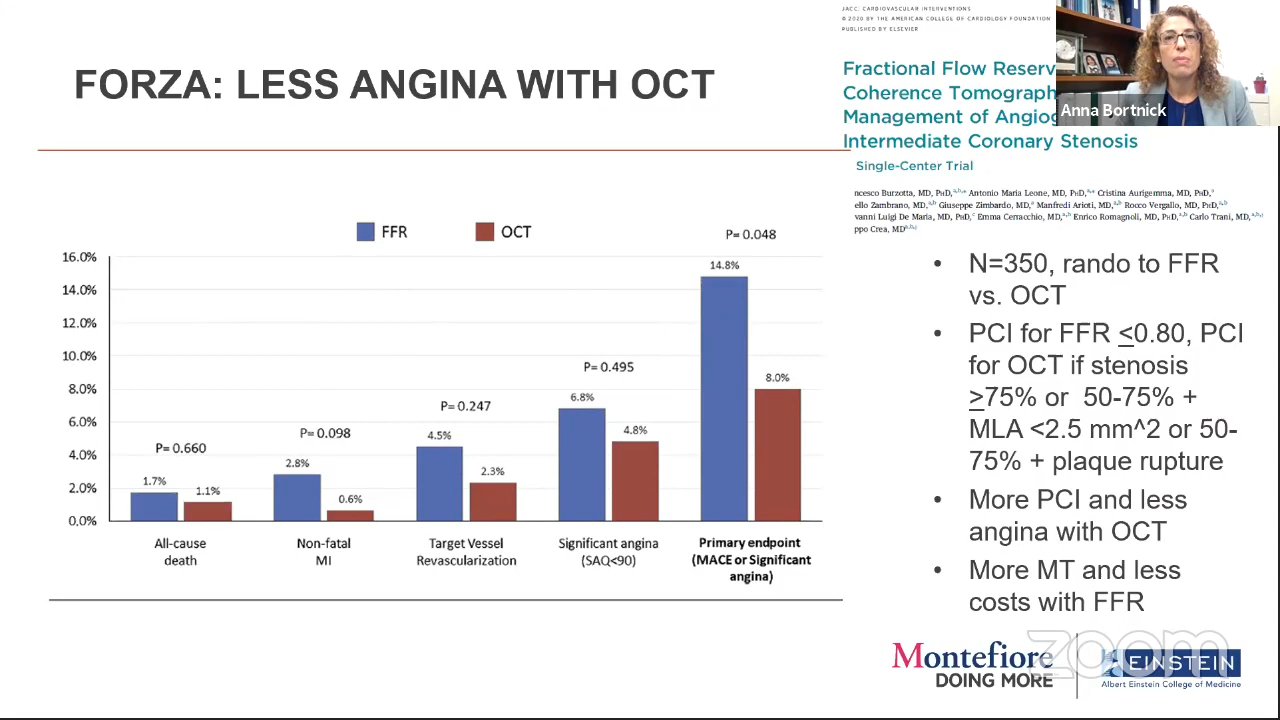 JACC: CARDIOVASCULAR INTERVENTIONS
© 2020 BY THE AMERICAN COLLEGE OF CARDIOLOGY FOUNDATION
PUBLISHED BY ELSEVIER
FORZA: LESS ANGINA WITH OCT
Fractional Flow Reserv
Coherence Tomograph
Management of Angiog
Intermediate Coronary Stenosis
Single-Center Trial
Anna Bortnick
ncesco Burzotta, MD, PHD,a,b,* Antonio Maria Leone, MD, PHD,a,* Cristina Aurigemma, MD, PHD,a
ello Zambrano, MD,a,b Giuseppe Zimbardo, MD,a Manfredi Arioti, MD,a,b Rocco Vergallo, MD, PHD,a,b
vanni Luigi De Maria, MD, PHD,c Emma Cerracchio, MD,a,b Enrico Romagnoli, MD, PHD,a,b Carlo Trani, MD,a,b,
ppo Crea, MD
FFR
OCT
P= 0.048
16.0%
14.0%
12.0%
10.0%
8.0%
6.0%
4.0%
2.0%
0.0%
P= 0.660
1.7%
1.1%
P= 0.098
2.8%
0.6%
P= 0.247
4.5%
2.3%
P= 0.495
6.8%
4.8%
14.8%
8.0%
All-cause
death
Non-fatal
MI
Target Vessel
Revascularization
Significant angina
(SAQ<90)
Primary endpoint
(MACE or Significant
angina)
• N=350, rando to FFR
vs. OCT
• PCI for FFR <0.80, PCI
for OCT if stenosis
>75% or 50-75% +
MLA <2.5 mm^2 or 50-
75% + plaque rupture
• More PCI and less
angina with OCT
• More MT and less
costs with FFR
zoom
Montefiore
DOING MORE
EINSTEIN
Albert Einstein College of Medicine